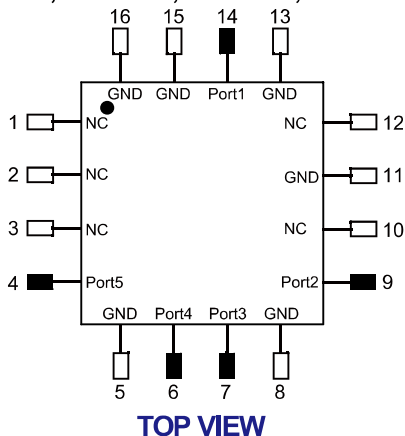 16 15 14 13
GND GND Port1 GND
1 NC NC 12
2 NC GND 11
3 NC NC 10
4 Port5 Port2 9
GND Port4 Port3 GND
5 6 7 8
TOP VIEW